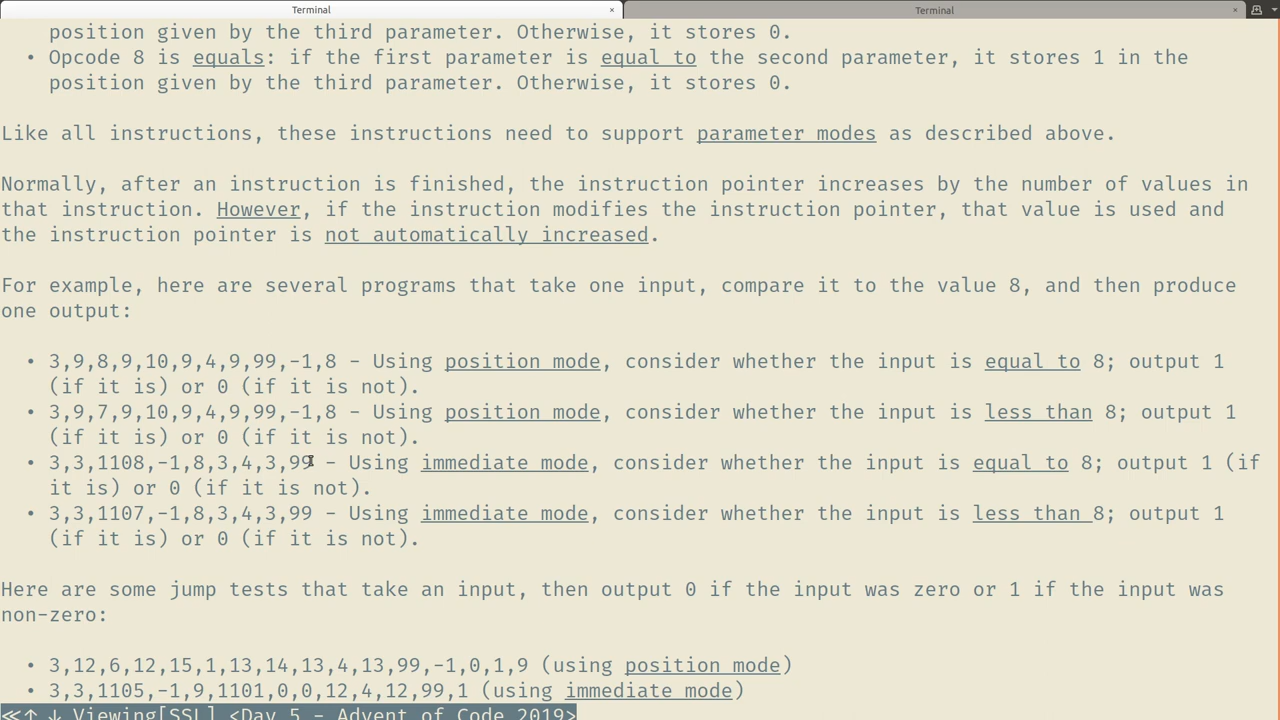 Terminal × Terminal ×
position given by the third parameter. Otherwise, it stores 0.
• Opcode 8 is equals: if the first parameter is equal to the second parameter, it stores 1 in the
position given by the third parameter. Otherwise, it stores 0.
Like all instructions, these instructions need to support parameter modes as described above.
Normally, after an instruction is finished, the instruction pointer increases by the number of values in
that instruction. However, if the instruction modifies the instruction pointer, that value is used and
the instruction pointer is not automatically increased.
For example, here are several programs that take one input, compare it to the value 8, and then produce
one output:
• 3,9,8,9,10,9,4,9,99,-1,8 - Using position mode, consider whether the input is equal to 8; output 1
(if it is) or 0 (if it is not).
• 3,9,7,9,10,9,4,9,99,-1,8 - Using position mode, consider whether the input is less than 8; output 1
(if it is) or 0 (if it is not).
• 3,3,1108,-1,8,3,4,3,99 - Using immediate mode, consider whether the input is equal to 8; output 1 (if
it is) or 0 (if it is not).
• 3,3,1107,-1,8,3,4,3,99 - Using immediate mode, consider whether the input is less than 8; output 1
(if it is) or 0 (if it is not).
Here are some jump tests that take an input, then output 0 if the input was zero or 1 if the input was
non-zero:
• 3,12,6,12,15,1,13,14,13,4,13,99,-1,0,1,9 (using position mode)
• 3,3,1105,-1,9,1101,0,0,12,4,12,99,1 (using immediate mode)
≪↑ ↓ Viewing[SSL] <Day 5 - Advent of Code 2019>